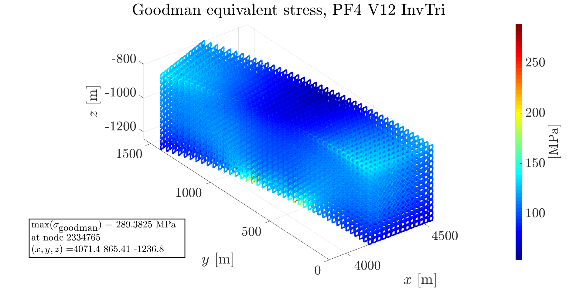 Goodman equivalent stress, PF4 V12 InvTri
-800
-1000
-1200
z [m]
1500
1000
500
0
y [m]
4000
4500
x [m]
250
200
150
100
[MPa]
max(σgoodman) = 289.3825 MPa
at node 2334765
(x, y, z) =4071.4 865.41 -1236.8